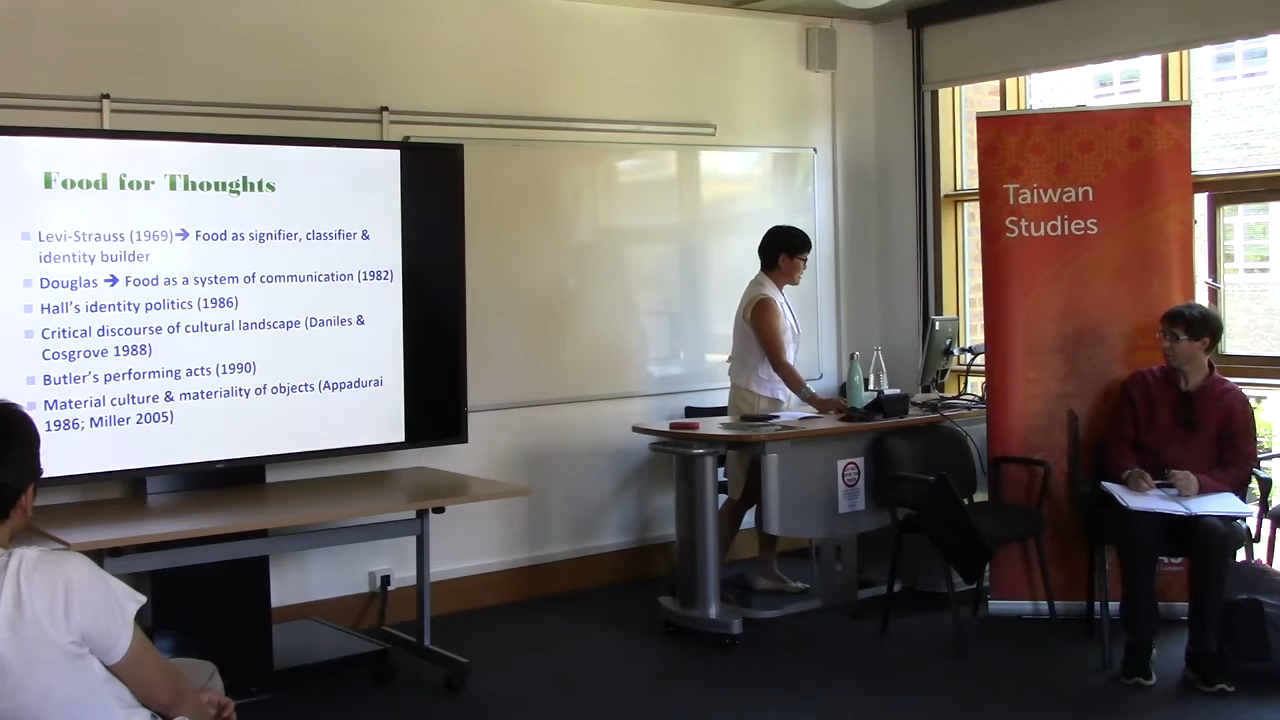 Food for Thoughts
Levi-Strauss (1969)➔ Food as signifier, classifier &
identity builder
Douglas ➔ Food as a system of communication (1982)
Hall's identity politics (1986)
Critical discourse of cultural landscape (Daniles &
Cosgrove 1988)
Butler's performing acts (1990)
Material culture & materiality of objects (Appadurai
1986; Miller 2005)
Taiwan
Studies